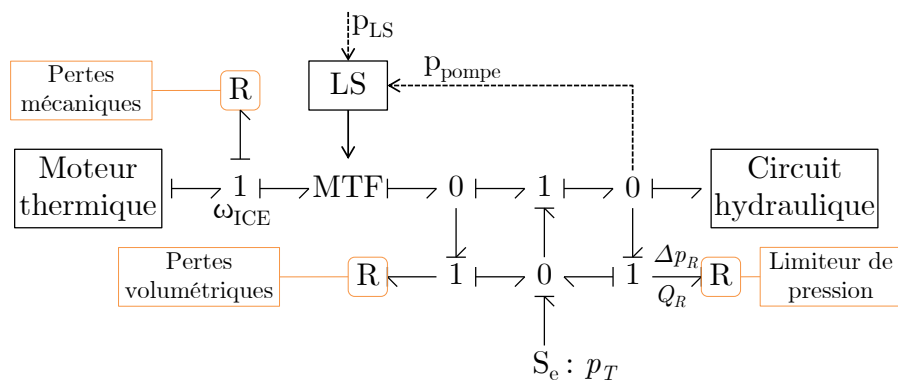 p_LS
Pertes
mécaniques
R
LS
p_pompe
Moteur
thermique
1
ω_ICE
MTF
0
1
0
Circuit
hydraulique
Pertes
volumétriques
R
1
0
1
Δp_R
Q_R
R
Limiteur de
pression
S_e : p_T